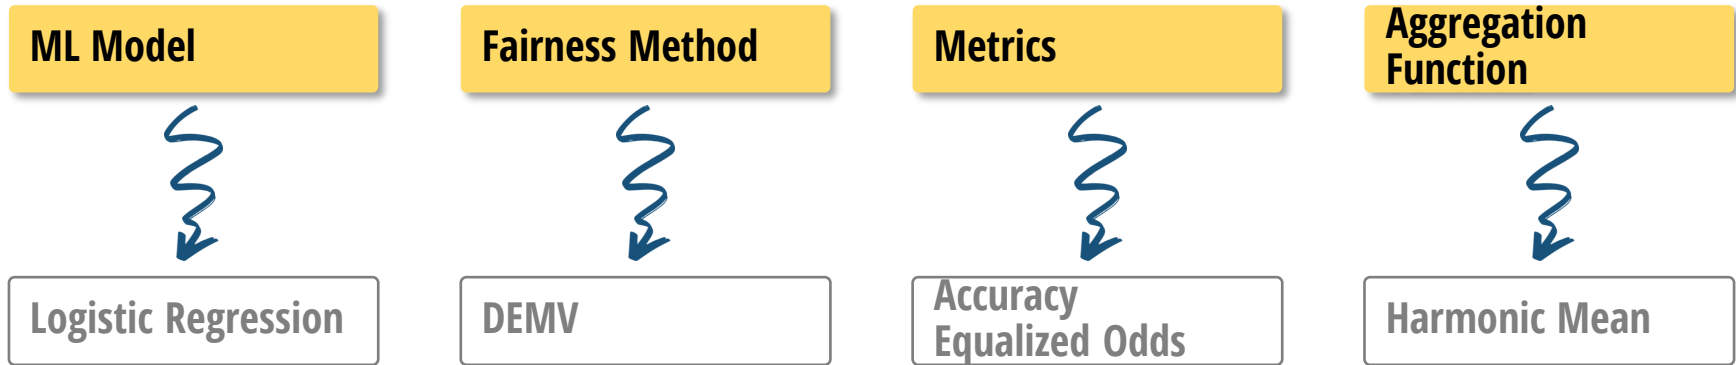 ML Model
Fairness Method
Metrics
Aggregation
Function
Logistic Regression
DEMV
Accuracy
Equalized Odds
Harmonic Mean